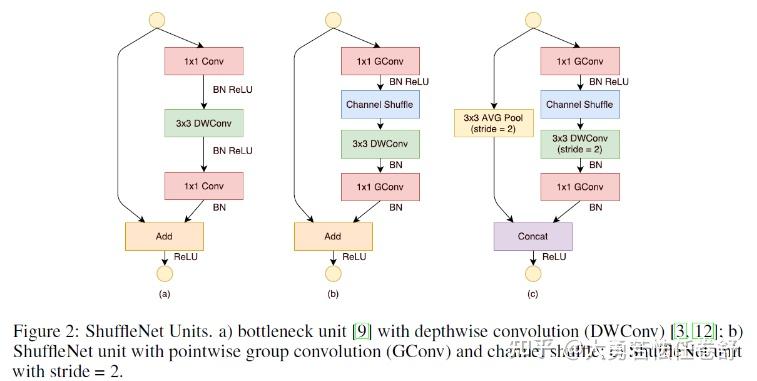 1x1 Conv
BN ReLU
3x3 DWConv
BN ReLU
1x1 Conv
BN
Add
ReLU
(a)
1x1 GConv
BN ReLU
Channel Shuffle
3x3 DWConv
BN
1x1 GConv
BN
Add
ReLU
(b)
3x3 AVG Pool
(stride = 2)
1x1 GConv
BN ReLU
Channel Shuffle
3x3 DWConv
(stride = 2)
BN
1x1 GConv
BN
Concat
ReLU
(c)
Figure 2: ShuffleNet Units. a) bottleneck unit [9] with depthwise convolution (DWConv) [3, 12]; b)
ShuffleNet unit with pointwise group convolution (GConv) and channel shuffle; c) ShuffleNet unit
with stride = 2.
知乎